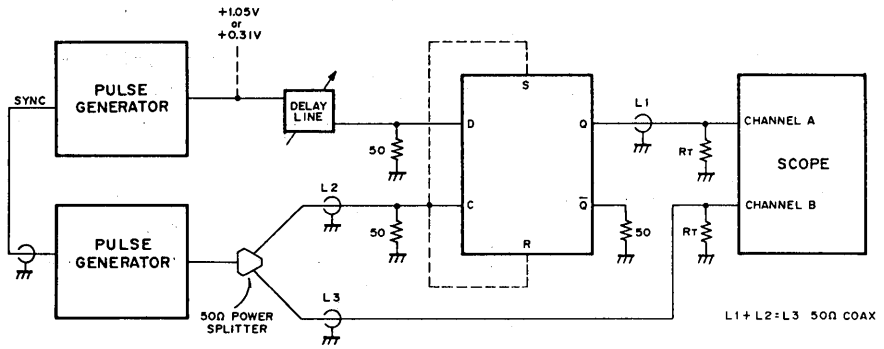 +1.05V
or
+0.31V
PULSE
GENERATOR
SYNC
DELAY
LINE
50
D
S
Q
L1
CHANNEL A
RT
SCOPE
L2
50
C
Q
R
50
CHANNEL B
RT
PULSE
GENERATOR
50Ω POWER
SPLITTER
L3
L1+L2=L3 50Ω COAX